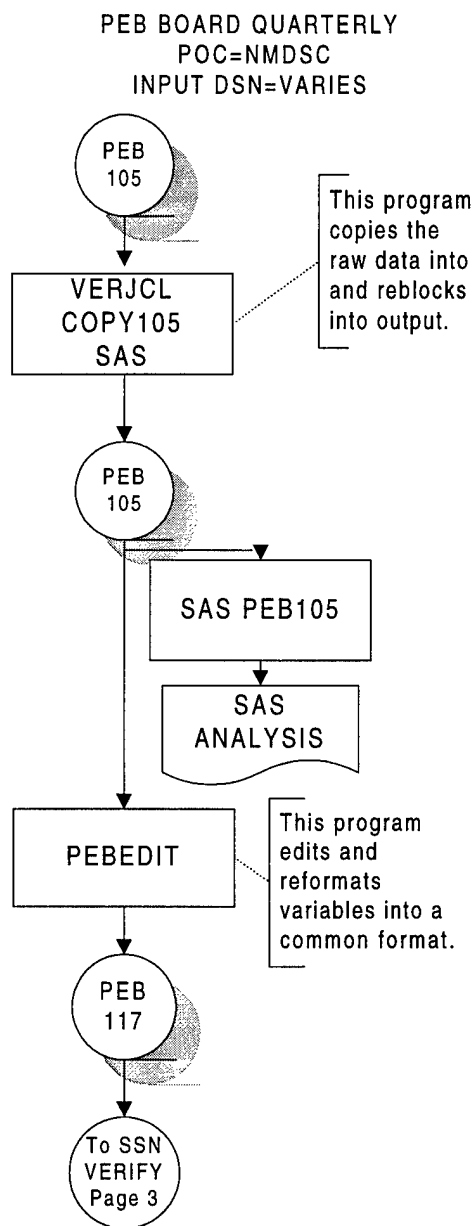 PEB BOARD QUARTERLY
POC=NMDSC
INPUT DSN=VARIES
PEB
105
This program
copies the
raw data into
and reblocks
into output.
VERJCL
COPY105
SAS
PEB
105
SAS PEB105
SAS
ANALYSIS
PEBEDIT
This program
edits and
reformats
variables into a
common format.
PEB
117
To SSN
VERIFY
Page 3